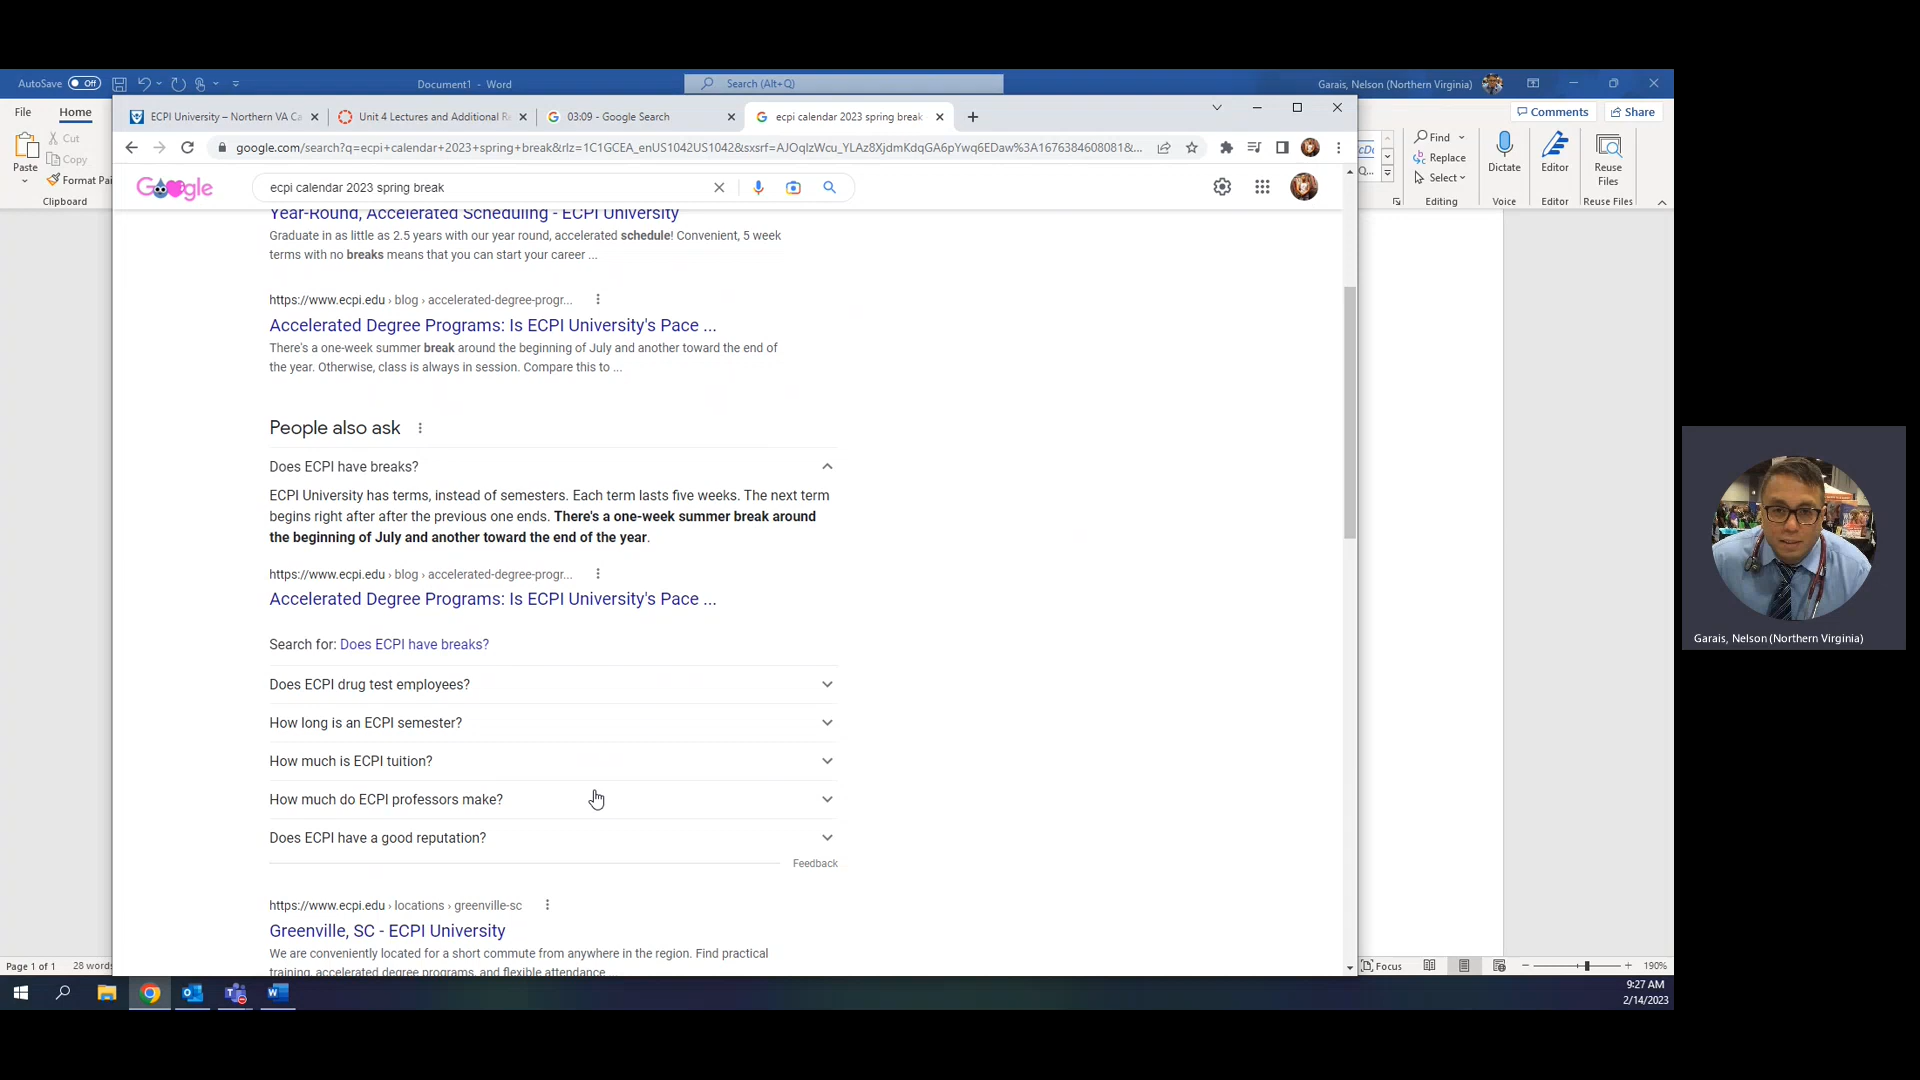 AutoSave Off
Document1 - Word
Search (Alt+Q)
Garais, Nelson (Northern Virginia)
File
Home
Comments
Share
ECPI University – Northern VA Ca
Unit 4 Lectures and Additional R
03:09 - Google Search
ecpi calendar 2023 spring break
Paste
Cut
Copy
Format Pai
Clipboard
google.com/search?q=ecpi+calendar+2023+spring+break&rlz=1C1GCEA_enUS1042US1042&sxsrf=AJOqlzWcu_YLAz8XjdmKdqGA6pYwq6EDaw%3A1676384608081&...
Find
Replace
Select
Editing
Dictate
Voice
Editor
Editor
Reuse
Files
Reuse Files
Google
ecpi calendar 2023 spring break
Year-Round, Accelerated Scheduling - ECPI University
Graduate in as little as 2.5 years with our year round, accelerated schedule! Convenient, 5 week
terms with no breaks means that you can start your career ...
https://www.ecpi.edu › blog › accelerated-degree-progr...
Accelerated Degree Programs: Is ECPI University's Pace ...
There's a one-week summer break around the beginning of July and another toward the end of
the year. Otherwise, class is always in session. Compare this to ...
People also ask
Does ECPI have breaks?
ECPI University has terms, instead of semesters. Each term lasts five weeks. The next term
begins right after after the previous one ends. There's a one-week summer break around
the beginning of July and another toward the end of the year.
https://www.ecpi.edu › blog › accelerated-degree-progr...
Accelerated Degree Programs: Is ECPI University's Pace ...
Search for: Does ECPI have breaks?
Does ECPI drug test employees?
How long is an ECPI semester?
How much is ECPI tuition?
How much do ECPI professors make?
Does ECPI have a good reputation?
Feedback
https://www.ecpi.edu › locations › greenville-sc
Greenville, SC - ECPI University
We are conveniently located for a short commute from anywhere in the region. Find practical
training, accelerated degree programs, and flexible attendance ...
Garais, Nelson (Northern Virginia)
Page 1 of 1
28 words
Focus
190%
9:27 AM
2/14/2023